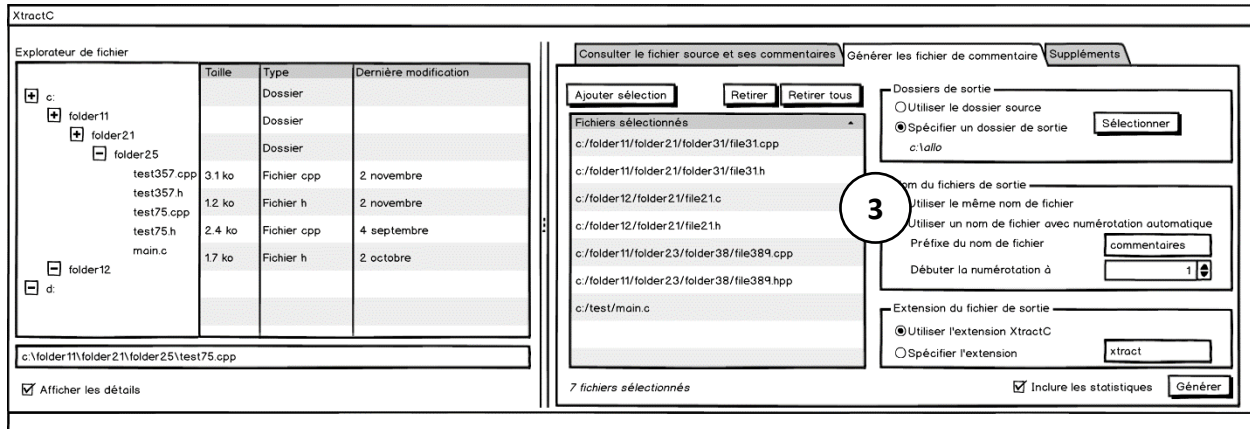 XtractC
Explorateur de fichier
Taille Type Dernière modification
c: Dossier
folder11 Dossier
folder21 Dossier
folder25
test357.cpp 3.1 ko Fichier cpp 2 novembre
test357.h 1.2 ko Fichier h 2 novembre
test75.cpp 2.4 ko Fichier cpp 4 septembre
test75.h 1.7 ko Fichier h 2 octobre
main.c
folder12
d:
c:\folder11\folder21\folder25\test75.cpp
Afficher les détails
Consulter le fichier source et ses commentaires Générer les fichier de commentaire Suppléments
Ajouter sélection Retirer Retirer tous
Fichiers sélectionnés
c:/folder11/folder21/folder31/file31.cpp
c:/folder11/folder21/folder31/file31.h
c:/folder12/folder21/file21.c
c:/folder12/folder21/file21.h
c:/folder11/folder23/folder38/file389.cpp
c:/folder11/folder23/folder38/file389.hpp
c:/test/main.c
7 fichiers sélectionnés
Dossiers de sortie
Utiliser le dossier source
Spécifier un dossier de sortie Sélectionner
c:\allo
3
om du fichiers de sortie
Utiliser le même nom de fichier
Utiliser un nom de fichier avec numérotation automatique
Préfixe du nom de fichier commentaires
Débuter la numérotation à 1
Extension du fichier de sortie
Utiliser l'extension XtractC
Spécifier l'extension xtract
Inclure les statistiques Générer